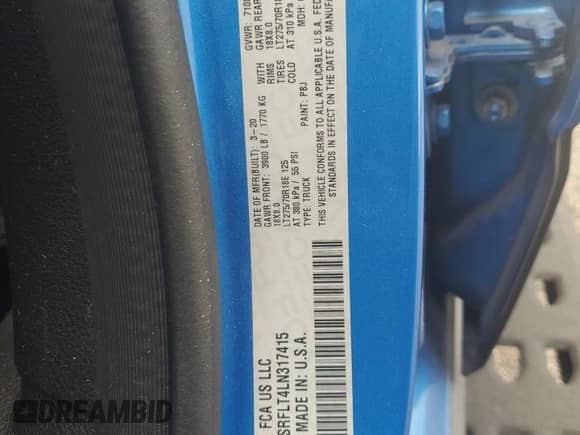 FCA US LLC
DATE OF MFR(BUILT): 3-20
GVWR: 710
GAWR FRONT: 3900 LB / 1770 KG
WITH
GAWR REAR
18X8.0
RIMS
18X8.0
LT275/70R18E 125
TIRES
LT275/70R18
AT 380 kPa / 55 PSI
COLD
AT 310 kPa
TYPE: TRUCK
PAINT: PBJ
MDH:
THIS VEHICLE CONFORMS TO ALL APPLICABLE U.S.A. FED
STANDARDS IN EFFECT ON THE DATE OF MANUFA
SRFLT4LN317415
MADE IN: U.S.A.
DREAMBID